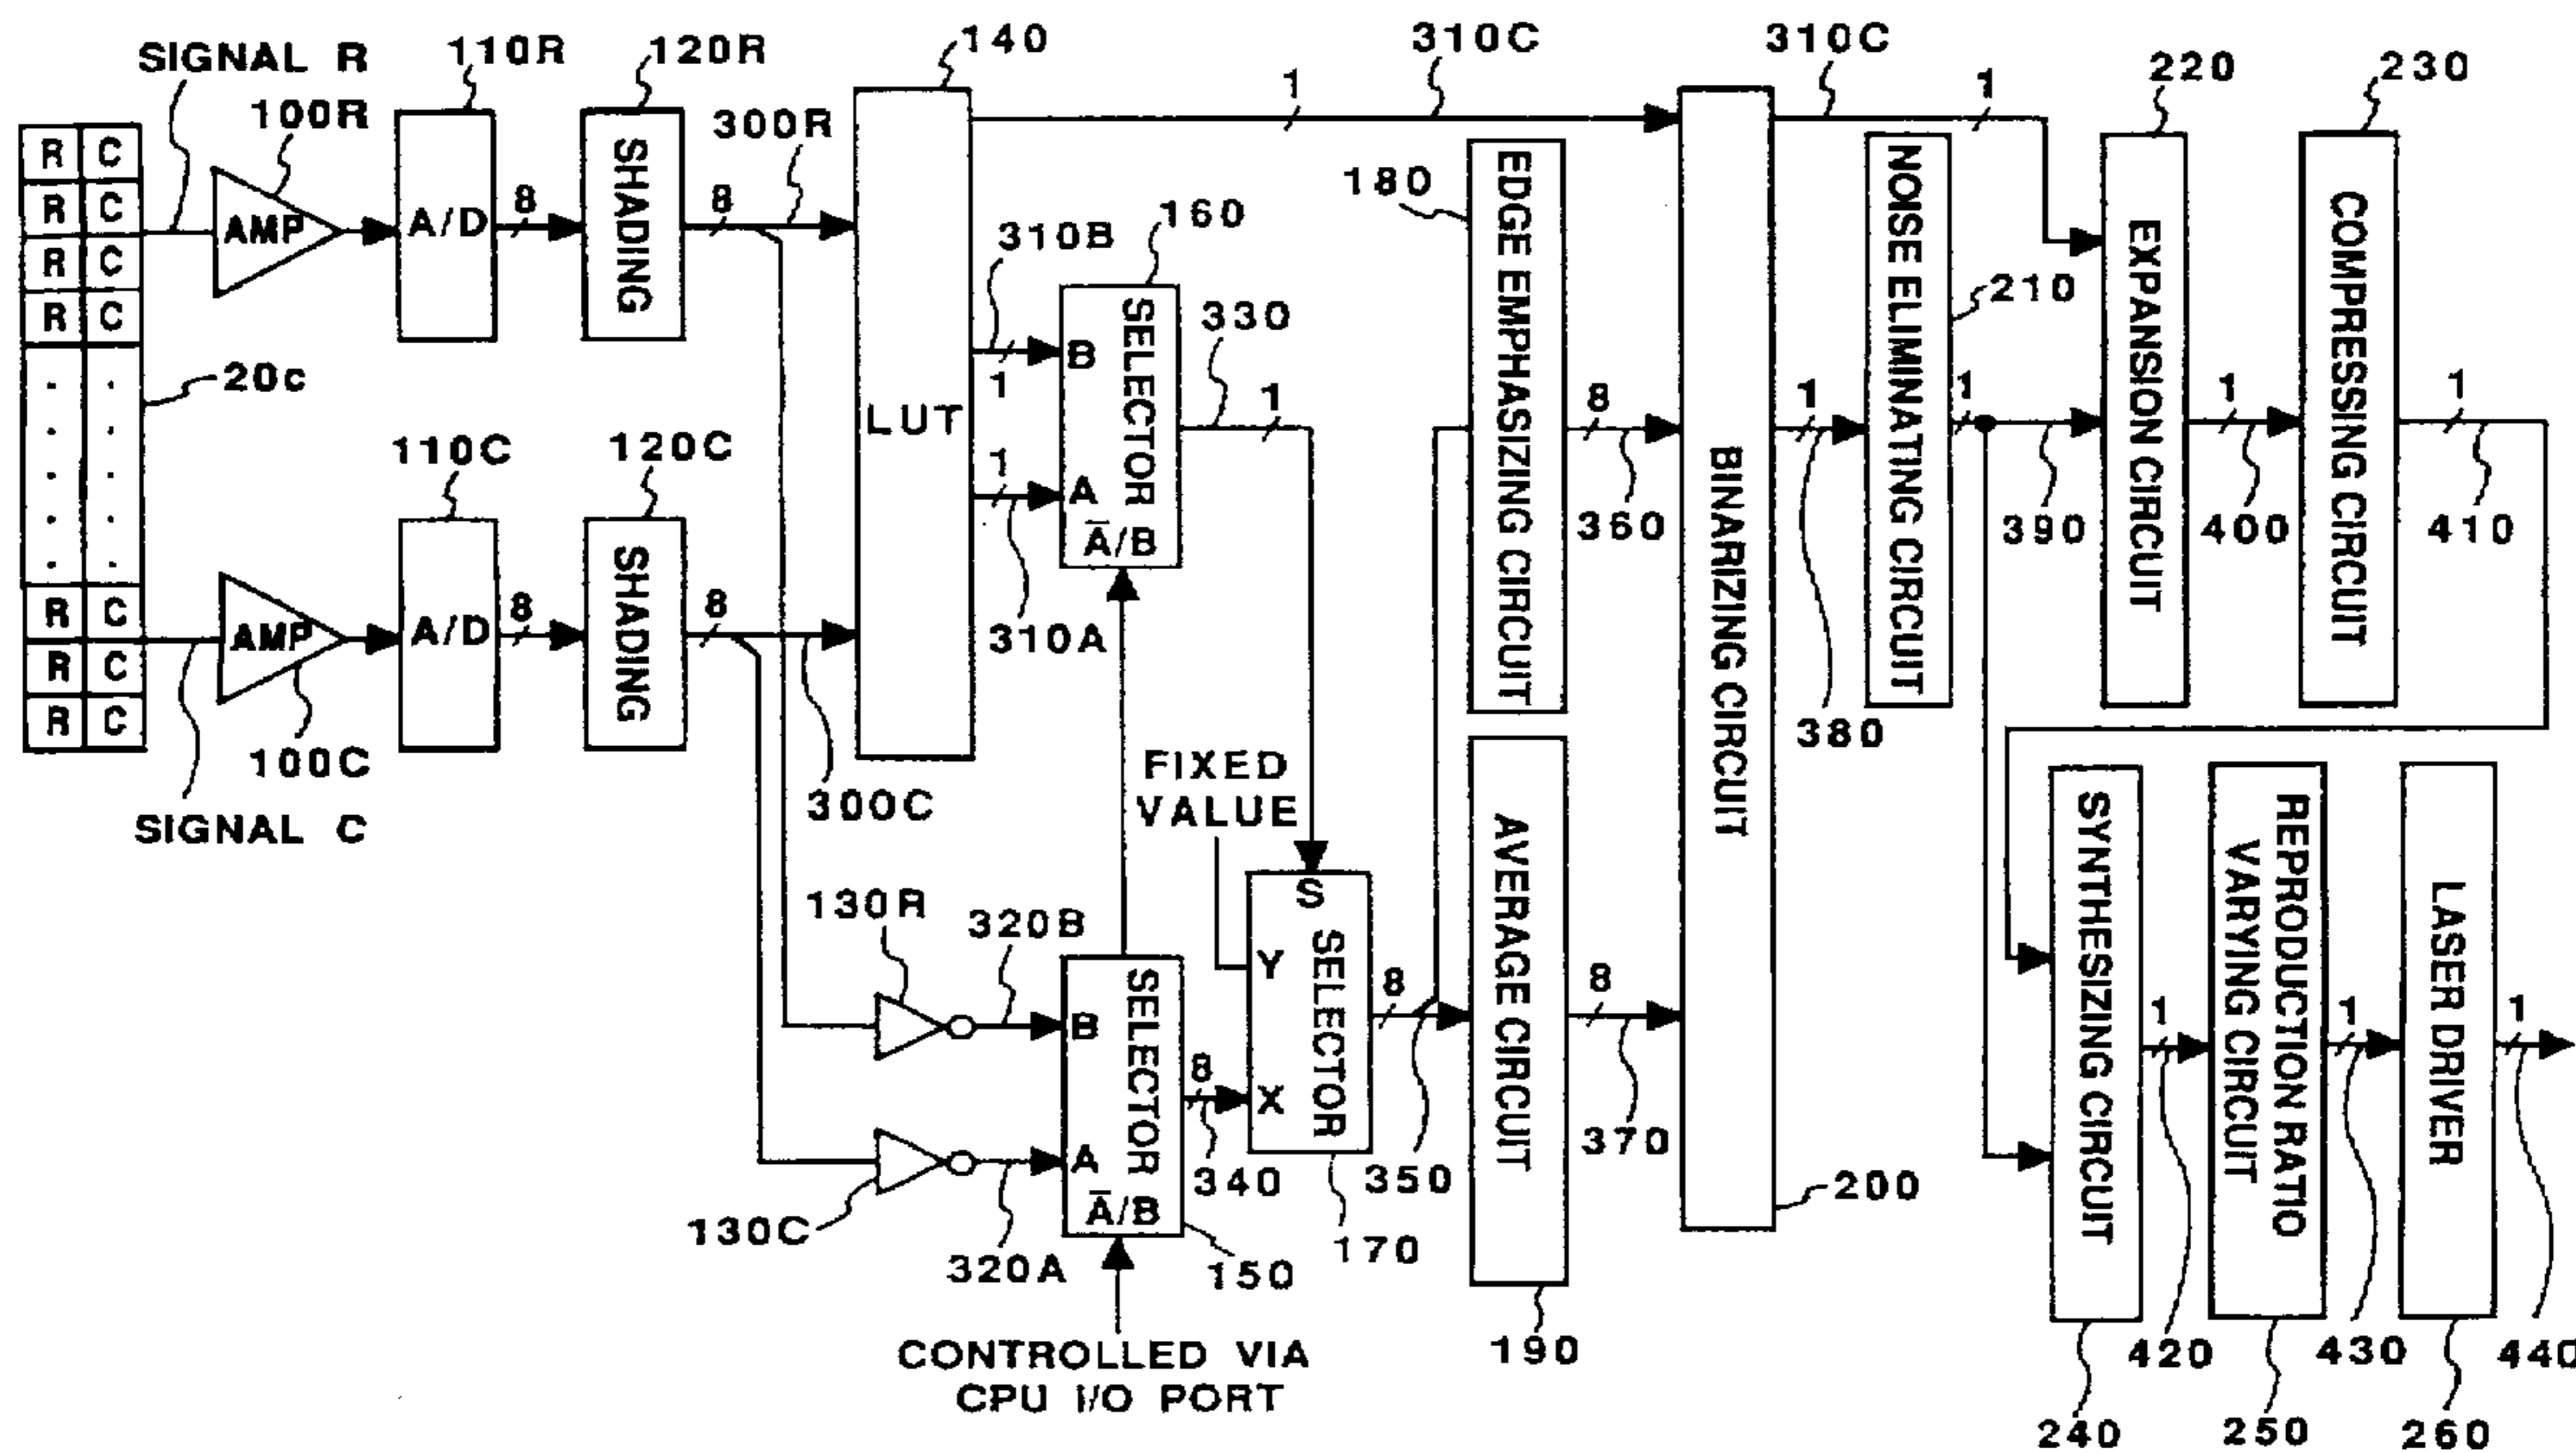 SIGNAL R
100R
110R
120R
300R
140
1
310C
310C
1
220
230
R C
R C
R C
R C
AMP
A/D
8
SHADING
8
LUT
310B
1
160
B
SELECTOR
A
A/B
1
310A
330
1
180
EDGE EMPHASIZING CIRCUIT
8
360
BINARIZING CIRCUIT
1
380
NOISE ELIMINATING CIRCUIT
210
1
390
EXPANSION CIRCUIT
1
400
COMPRESSING CIRCUIT
1
410
20c
110C
120C
R C
R C
R C
AMP
100C
SIGNAL C
A/D
8
SHADING
8
300C
FIXED
VALUE
130R
320B
130C
320A
B
SELECTOR
A
A/B
150
CONTROLLED VIA
CPU I/O PORT
8
340
S
Y
SELECTOR
X
170
8
350
AVERAGE CIRCUIT
190
8
370
200
SYNTHESIZING CIRCUIT
240
1
420
REPRODUCTION RATIO
VARYING CIRCUIT
250
1
430
LASER DRIVER
260
1
440